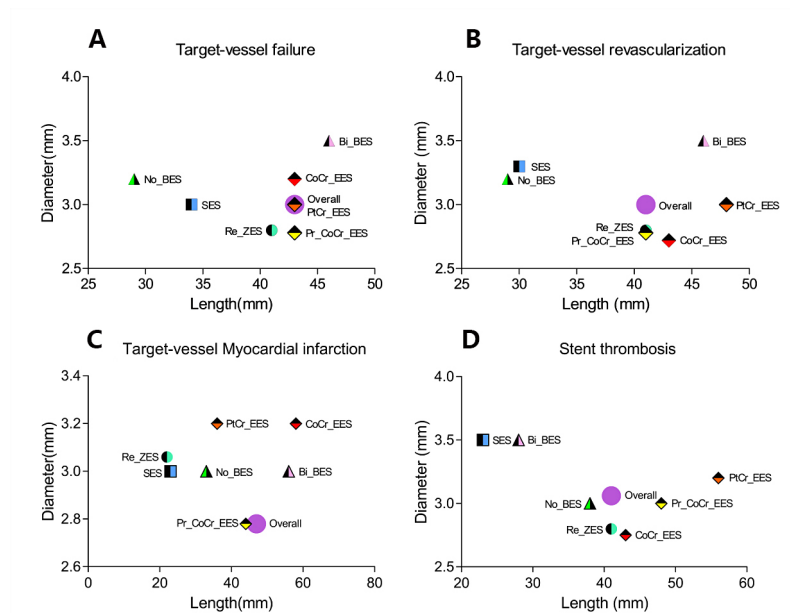 A
Target-vessel failure
Diameter(mm)
4.0
3.5
3.0
2.5
Bi_BES
No_BES
CoCr_EES
SES
Overall
PtCr_EES
Re_ZES
Pr_CoCr_EES
25
30
35
40
45
50
Length(mm)
B
Target-vessel revascularization
Diameter (mm)
4.0
3.5
3.0
2.5
Bi_BES
SES
No_BES
Overall
PtCr_EES
Re_ZES
Pr_CoCr_EES
CoCr_EES
25
30
35
40
45
50
Length (mm)
C
Target-vessel Myocardial infarction
Diameter(mm)
3.4
3.2
3.0
2.8
2.6
PtCr_EES
CoCr_EES
Re_ZES
SES
No_BES
Bi_BES
Pr_CoCr_EES
Overall
0
20
40
60
80
Length(mm)
D
Stent thrombosis
Diameter(mm)
4.0
3.5
3.0
2.5
SES
Bi_BES
PtCr_EES
Overall
No_BES
Pr_CoCr_EES
Re_ZES
CoCr_EES
20
30
40
50
60
Length(mm)